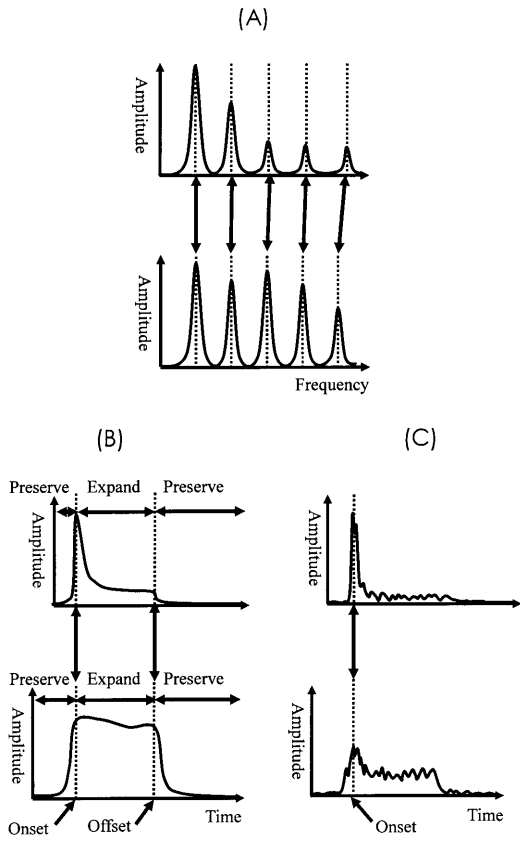 (A)
Amplitude
Amplitude
Frequency
(B)
Preserve Expand Preserve
Amplitude
Preserve Expand Preserve
Amplitude
Onset
Offset
Time
(C)
Amplitude
Amplitude
Onset
Time